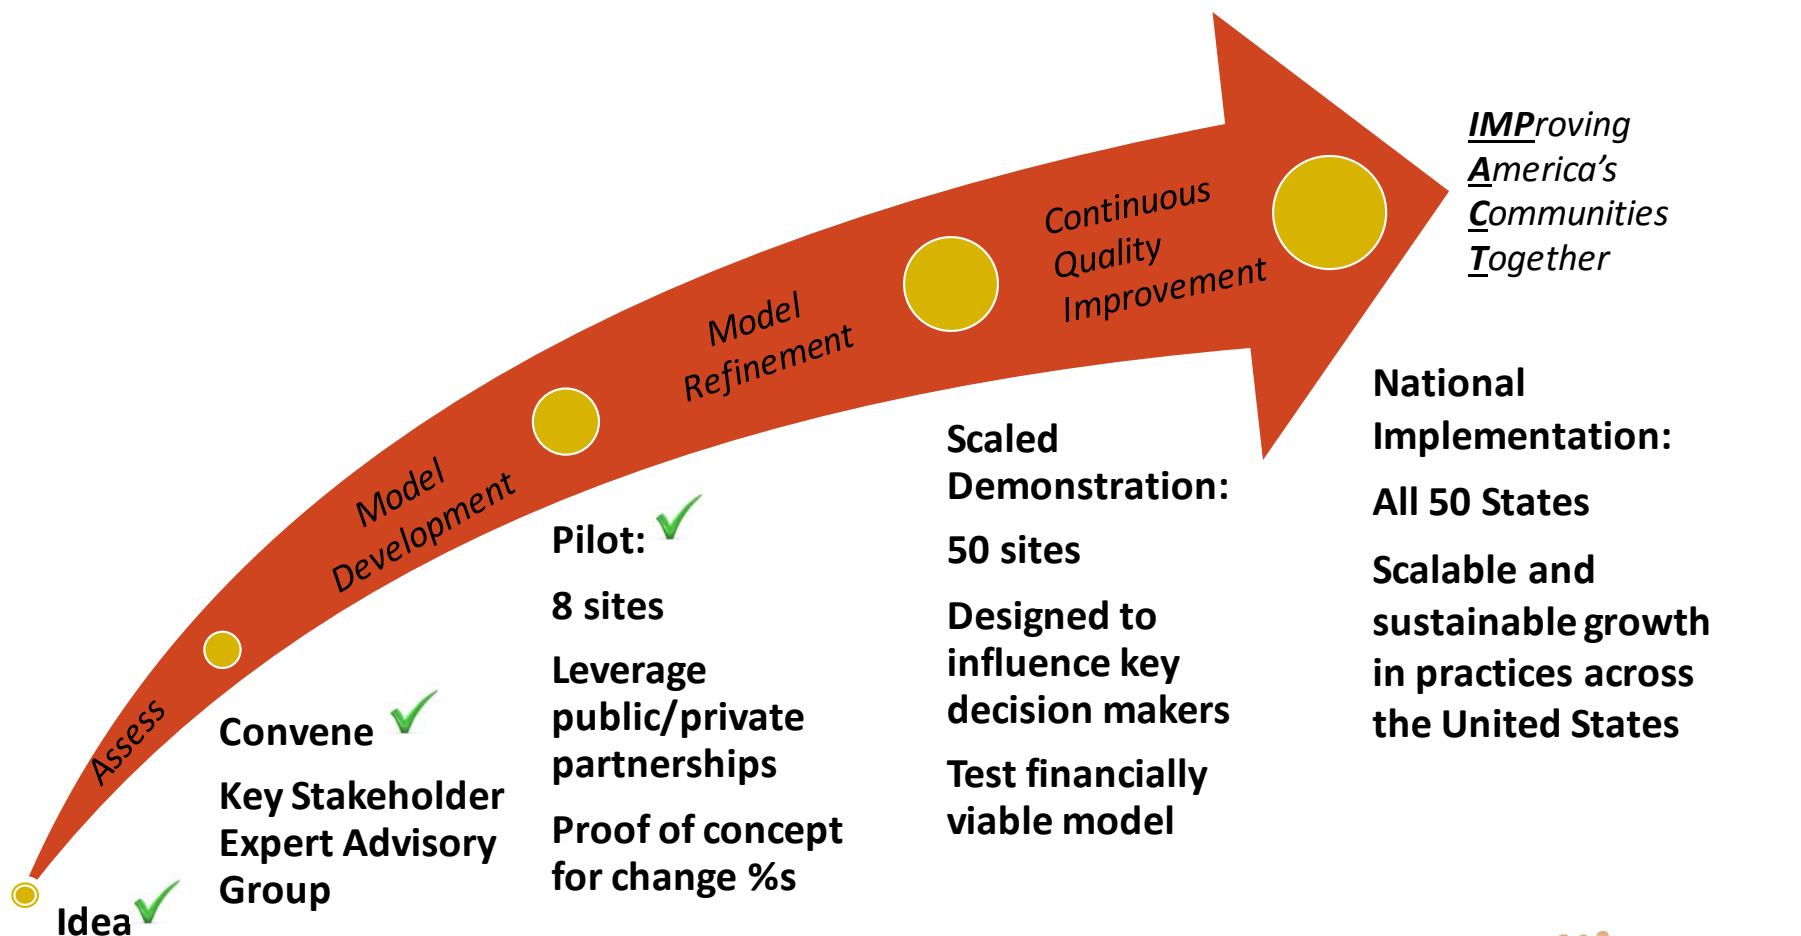 IMProving
America’s
Communities
Together
Continuous
Quality
Improvement
Model
Refinement
Model
Development
Assess
Idea
Convene
Key Stakeholder
Expert Advisory
Group
Pilot:
8 sites
Leverage
public/private
partnerships
Proof of concept
for change %s
Scaled
Demonstration:
50 sites
Designed to
influence key
decision makers
Test financially
viable model
National
Implementation:
All 50 States
Scalable and
sustainable growth
in practices across
the United States